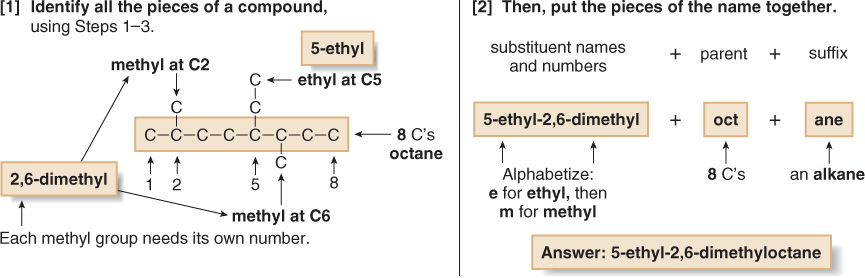 [1] Identify all the pieces of a compound,
using Steps 1–3.
5-ethyl
methyl at C2
C
ethyl at C5
C
C
C–C–C–C–C–C–C–C
8 C's
octane
C
2,6-dimethyl
1
2
5
8
methyl at C6
Each methyl group needs its own number.
[2] Then, put the pieces of the name together.
substituent names
and numbers
+
parent
+
suffix
5-ethyl-2,6-dimethyl
+
oct
+
ane
Alphabetize:
e for ethyl, then
m for methyl
8 C's
an alkane
Answer: 5-ethyl-2,6-dimethyloctane